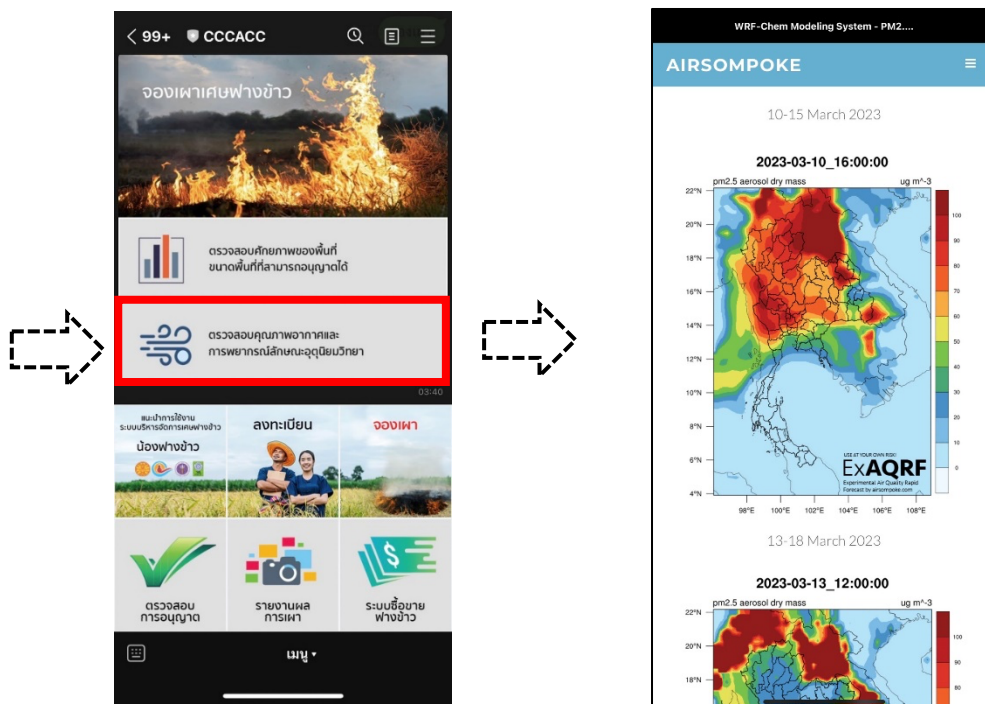 99+ CCCACC
จองเผาเศษฟางข้าว
ตรวจสอบศักยภาพของพื้นที่
ขนาดพื้นที่ที่สามารถอนุญาตได้
ตรวจสอบคุณภาพอากาศและ
การพยากรณ์ลักษณะอุตุนิยมวิทยา
03:40
แนะนำการใช้งาน
ระบบบริหารจัดการเศษฟางข้าว
น้องฟางข้าว
ลงทะเบียน
จองเผา
ตรวจสอบ
การอนุญาต
รายงานผล
การเผา
ระบบซื้อขาย
ฟางข้าว
เมนู
WRF-Chem Modeling System - PM2....
AIRSOMPOKE
10-15 March 2023
2023-03-10_16:00:00
pm2.5 aerosol dry mass ug m^-3
22°N
20°N
18°N
16°N
14°N
12°N
10°N
8°N
6°N
4°N
98°E 100°E 102°E 104°E 106°E 108°E
100
90
80
70
60
50
40
30
20
10
0
USE AT YOUR OWN RISK!
ExAQRF
Experimental Air Quality Rapid
Forecast by airsompoke.com
13-18 March 2023
2023-03-13_12:00:00
pm2.5 aerosol dry mass ug m^-3
22°N
20°N
18°N
100
90
80